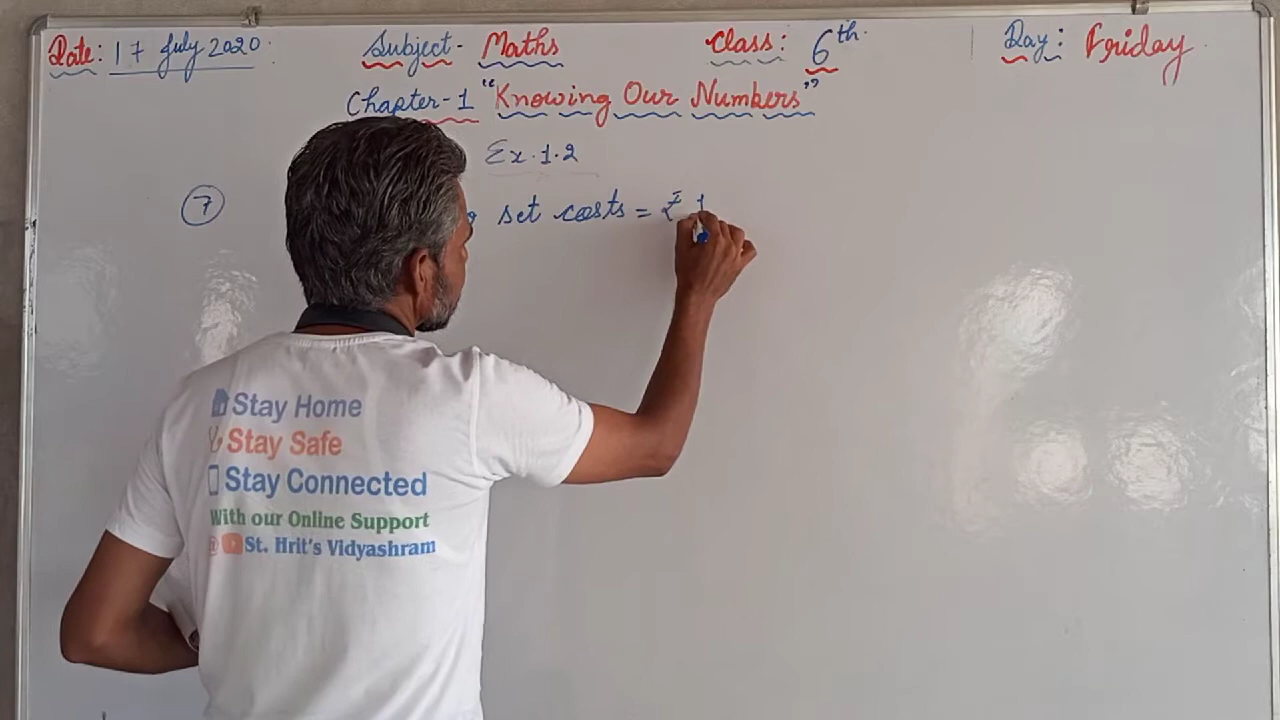 Date: 17 July 2020 Subject- Maths Class: 6th Day: Friday
Chapter-1 "Knowing Our Numbers"
Ex. 1.2
7 set costs = ₹ 1
Stay Home
Stay Safe
Stay Connected
With our Online Support
St. Hrit's Vidyashram